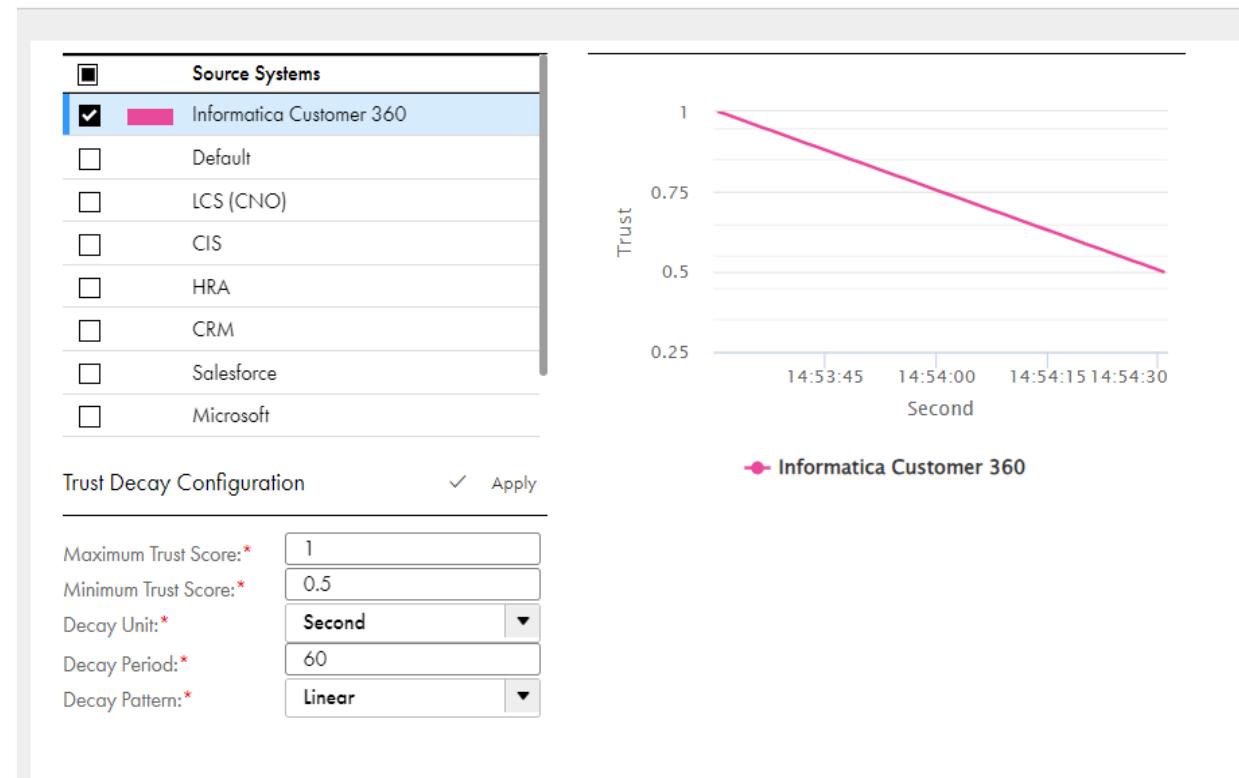 Source Systems
Informatica Customer 360
Default
LCS (CNO)
CIS
HRA
CRM
Salesforce
Microsoft
Trust Decay Configuration Apply
Maximum Trust Score:* 1
Minimum Trust Score:* 0.5
Decay Unit:* Second
Decay Period:* 60
Decay Pattern:* Linear
1
0.75
0.5
0.25
Trust
14:53:45 14:54:00 14:54:15 14:54:30
Second
Informatica Customer 360